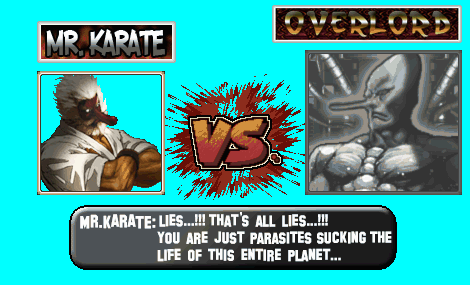 OVERLORD
MR. KARATE
VS.
MR.KARATE: LIES...!!! THAT'S ALL LIES...!!!
YOU ARE JUST PARASITES SUCKING THE
LIFE OF THIS ENTIRE PLANET...